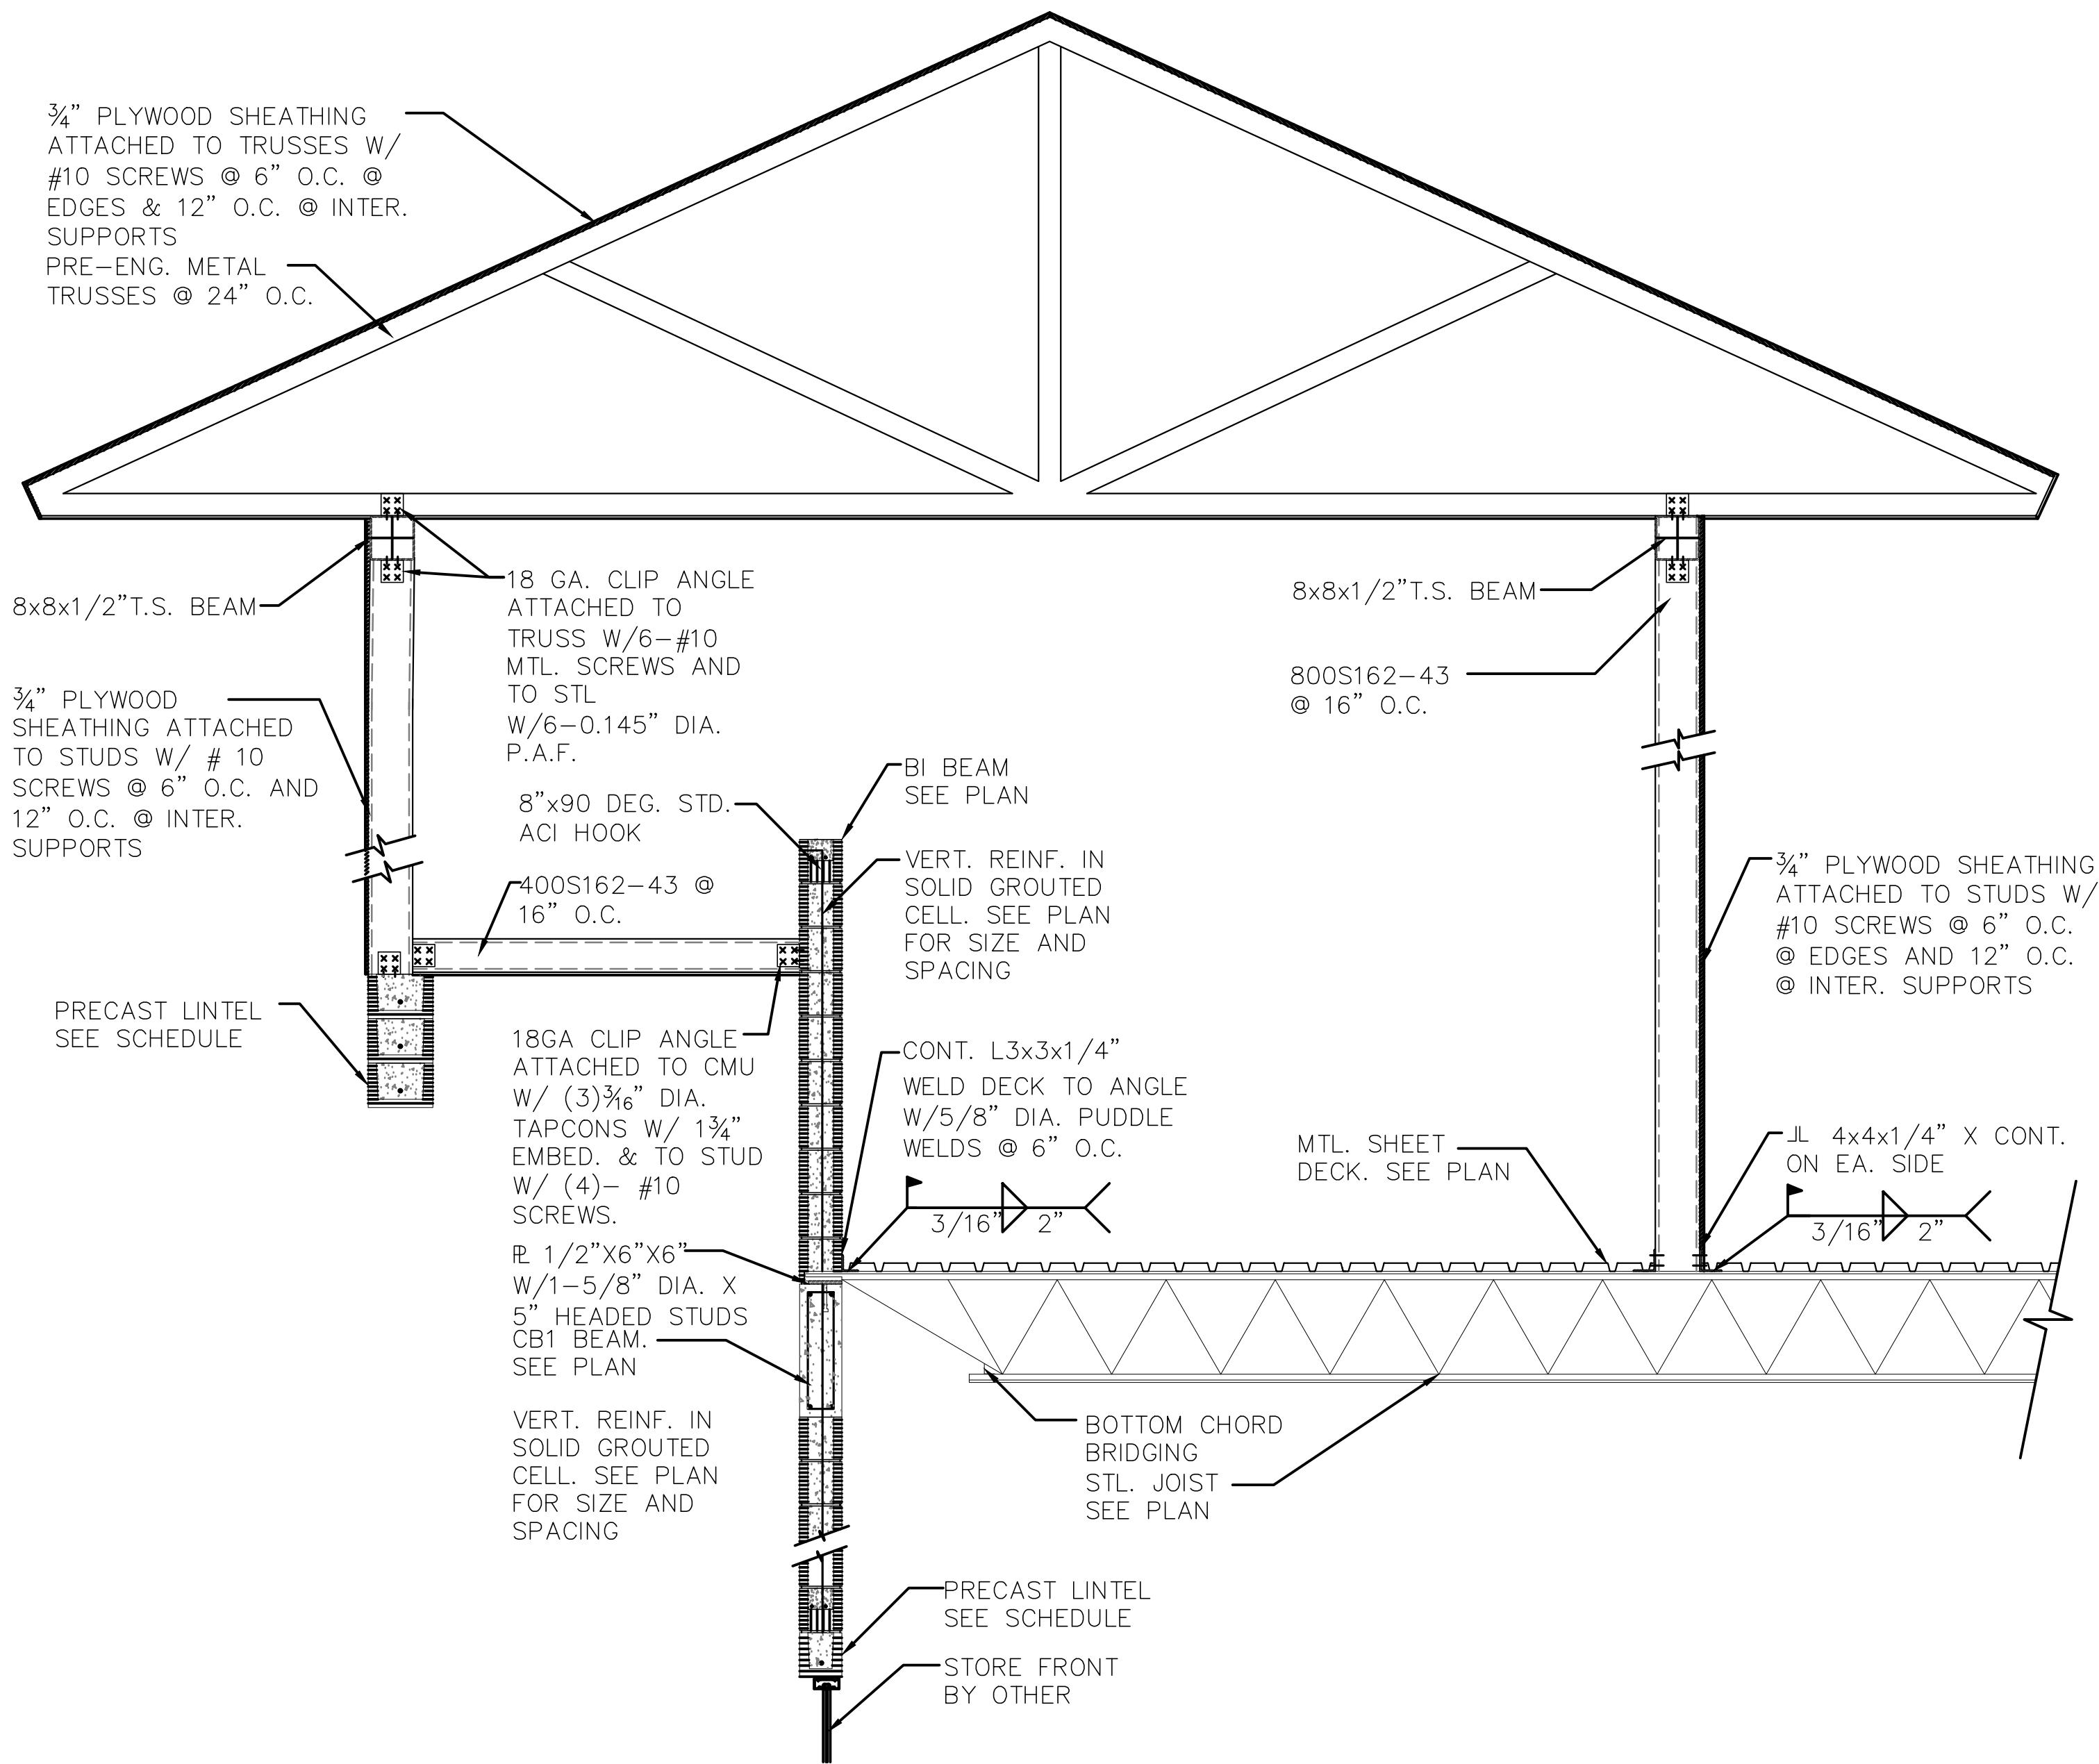 ¾” PLYWOOD SHEATHING
ATTACHED TO TRUSSES W/
#10 SCREWS @ 6” O.C. @
EDGES & 12” O.C. @ INTER.
SUPPORTS
PRE-ENG. METAL
TRUSSES @ 24” O.C.
8x8x1/2”T.S. BEAM
¾” PLYWOOD
SHEATHING ATTACHED
TO STUDS W/ # 10
SCREWS @ 6” O.C. AND
12” O.C. @ INTER.
SUPPORTS
PRECAST LINTEL
SEE SCHEDULE
18 GA. CLIP ANGLE
ATTACHED TO
TRUSS W/6-#10
MTL. SCREWS AND
TO STL
W/6-0.145” DIA.
P.A.F.
8”x90 DEG. STD.
ACI HOOK
400S162-43 @
16” O.C.
18GA CLIP ANGLE
ATTACHED TO CMU
W/ (3)3⁄16” DIA.
TAPCONS W/ 1¾”
EMBED. & TO STUD
W/ (4)- #10
SCREWS.
PL 1/2”X6”X6”
W/1-5/8” DIA. X
5” HEADED STUDS
CB1 BEAM.
SEE PLAN
VERT. REINF. IN
SOLID GROUTED
CELL. SEE PLAN
FOR SIZE AND
SPACING
BI BEAM
SEE PLAN
VERT. REINF. IN
SOLID GROUTED
CELL. SEE PLAN
FOR SIZE AND
SPACING
CONT. L3x3x1/4”
WELD DECK TO ANGLE
W/5/8” DIA. PUDDLE
WELDS @ 6” O.C.
3/16” 2”
BOTTOM CHORD
BRIDGING
STL. JOIST
SEE PLAN
PRECAST LINTEL
SEE SCHEDULE
STORE FRONT
BY OTHER
8x8x1/2”T.S. BEAM
800S162-43
@ 16” O.C.
MTL. SHEET
DECK. SEE PLAN
¾” PLYWOOD SHEATHING
ATTACHED TO STUDS W/
#10 SCREWS @ 6” O.C.
@ EDGES AND 12” O.C.
@ INTER. SUPPORTS
⅃L 4x4x1/4” X CONT.
ON EA. SIDE
3/16” 2”